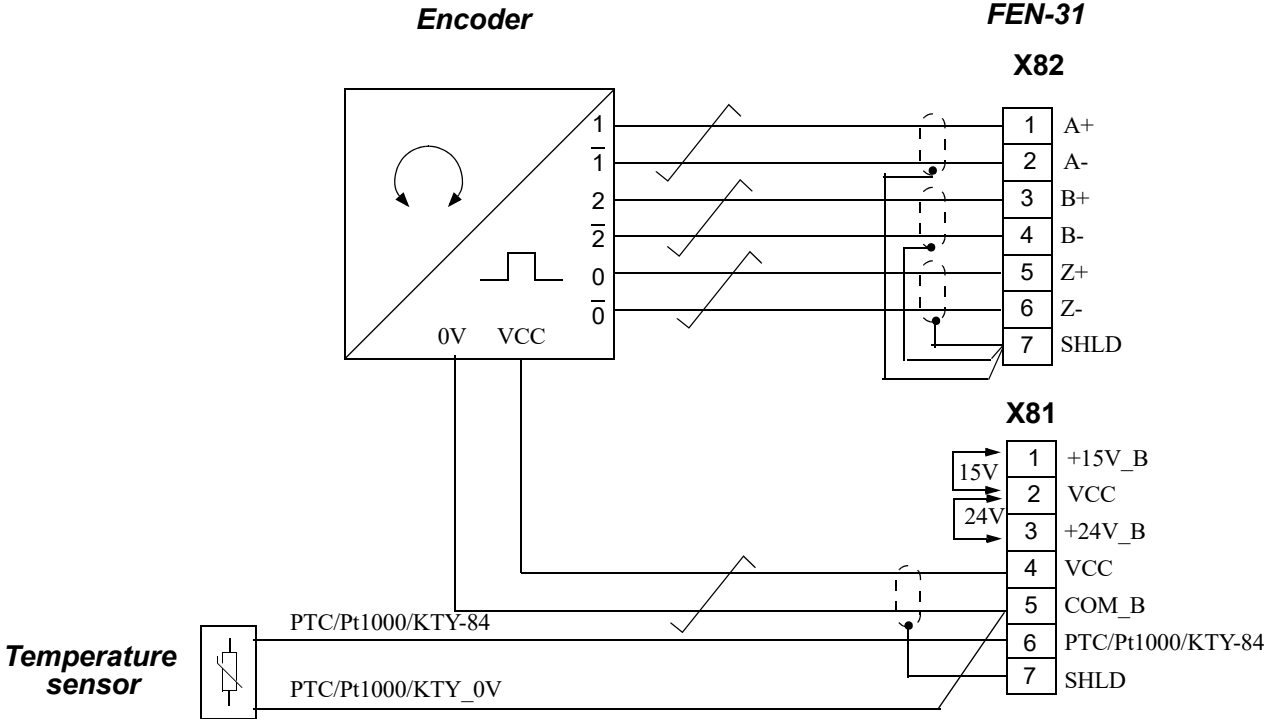 Encoder
FEN-31
X82
1
1
2
2
0
0
0V VCC
1 A+
2 A-
3 B+
4 B-
5 Z+
6 Z-
7 SHLD
X81
15V
24V
1 +15V_B
2 VCC
3 +24V_B
4 VCC
5 COM_B
6 PTC/Pt1000/KTY-84
7 SHLD
PTC/Pt1000/KTY-84
Temperature
sensor
PTC/Pt1000/KTY_0V